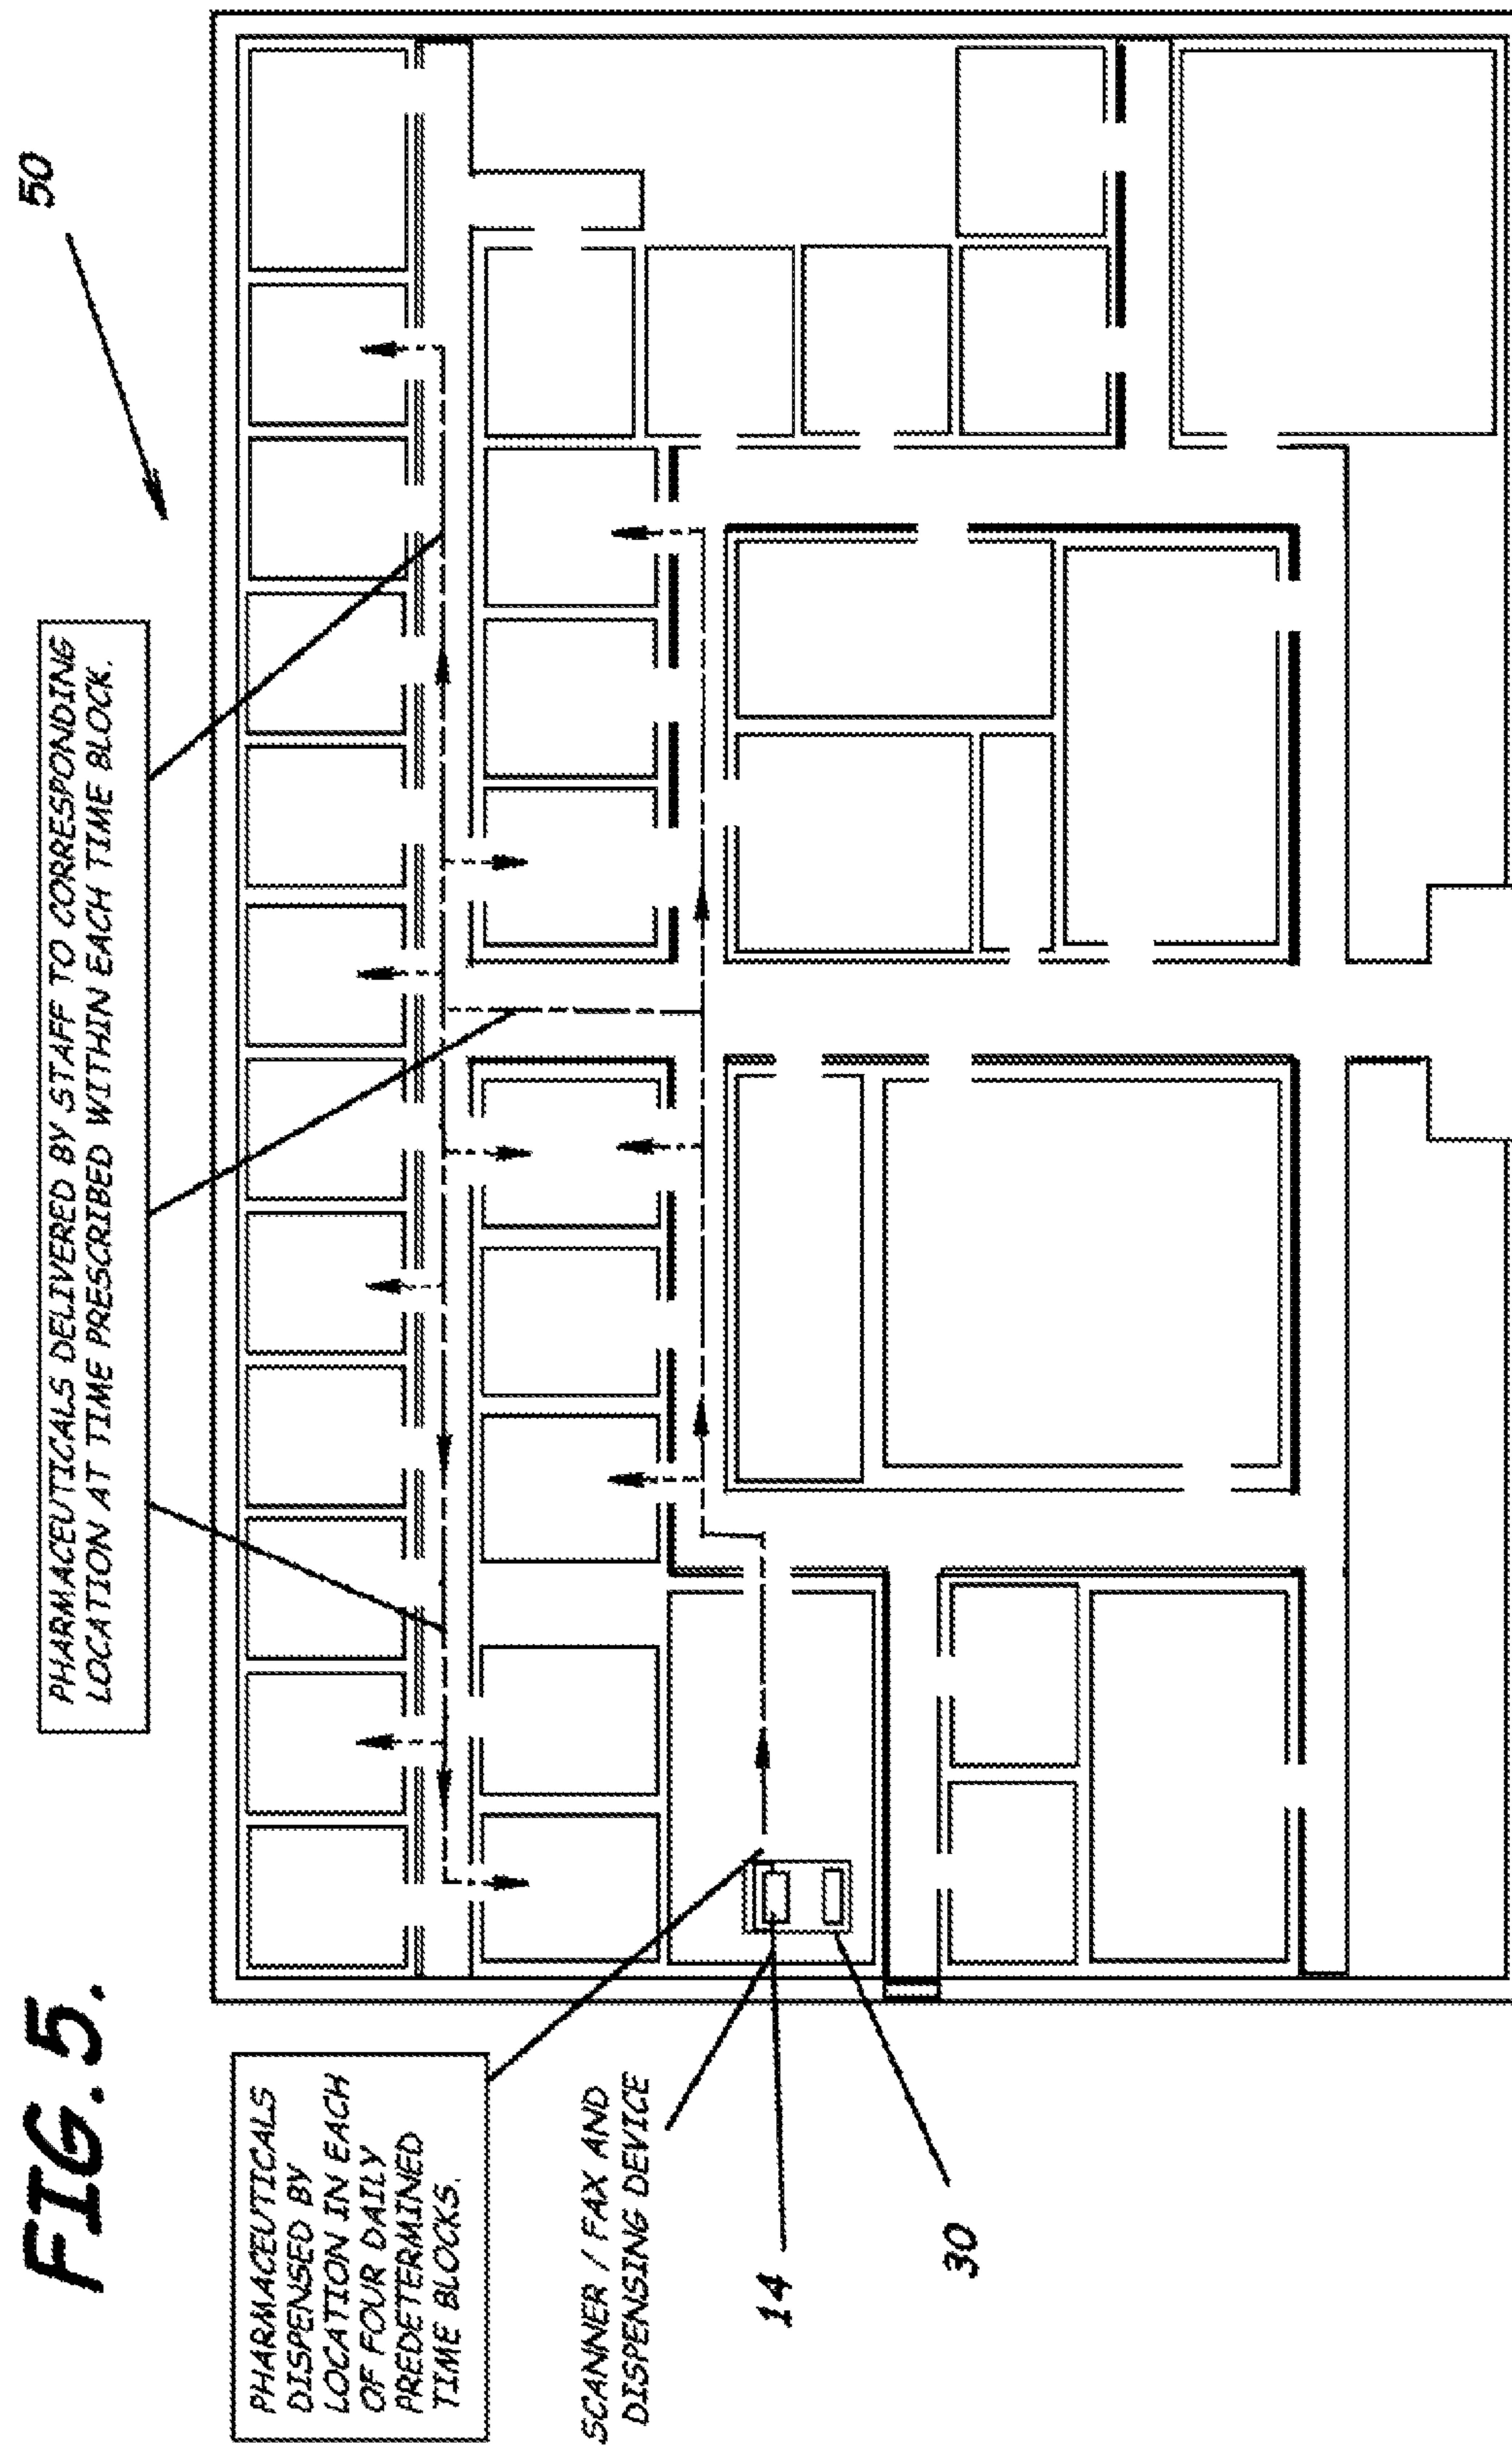 FIG. 5.
50
PHARMACEUTICALS DELIVERED BY STAFF TO CORRESPONDING
LOCATION AT TIME PRESCRIBED WITHIN EACH TIME BLOCK.
PHARMACEUTICALS
DISPENSED BY
LOCATION IN EACH
OF FOUR DAILY
PREDETERMINED
TIME BLOCKS.
SCANNER / FAX AND
DISPENSING DEVICE
14
30